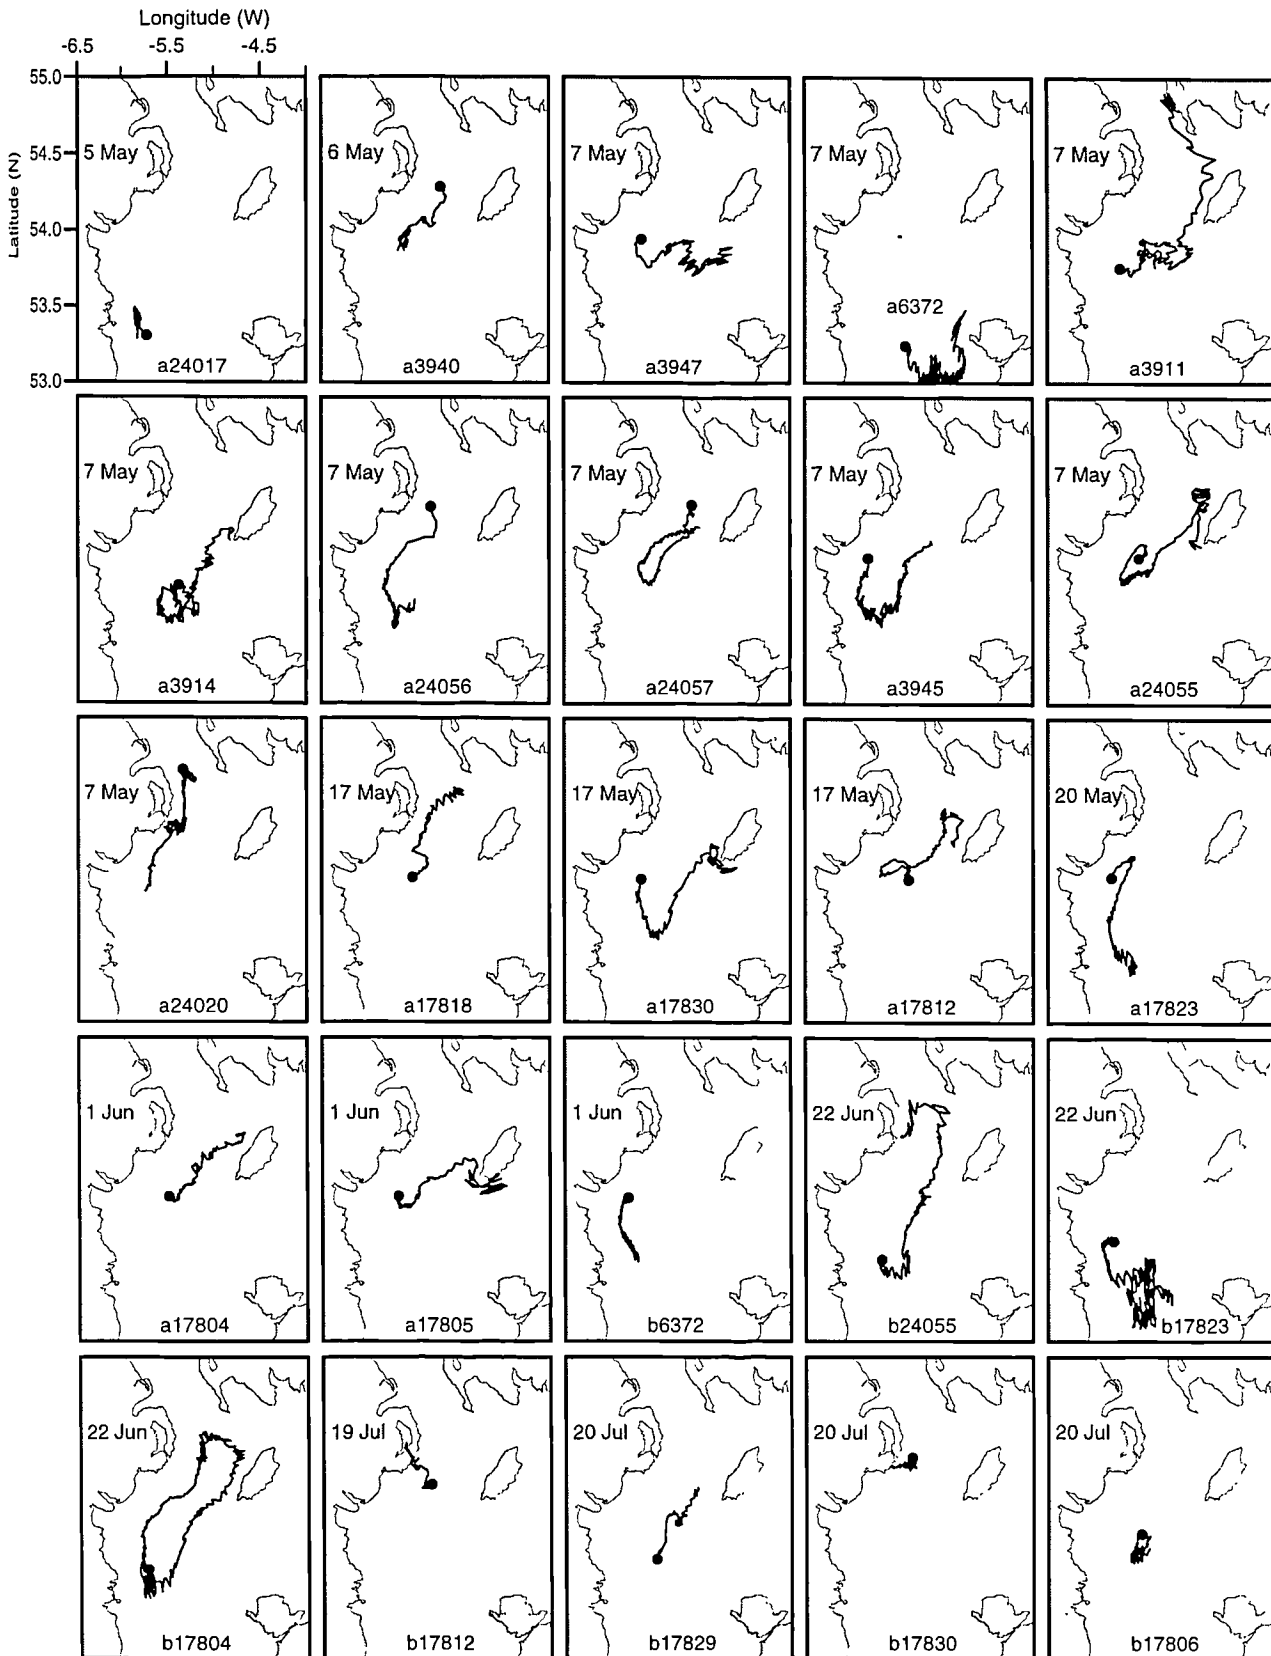 Longitude (W)
-6.5 -5.5 -4.5
Latitude (N)
55.0
54.5
54.0
53.5
53.0
5 May
a24017
6 May
a3940
7 May
a3947
7 May
a6372
7 May
a3911
7 May
a3914
7 May
a24056
7 May
a24057
7 May
a3945
7 May
a24055
7 May
a24020
17 May
a17818
17 May
a17830
17 May
a17812
20 May
a17823
1 Jun
a17804
1 Jun
a17805
1 Jun
b6372
22 Jun
b24055
22 Jun
b17823
22 Jun
b17804
19 Jul
b17812
20 Jul
b17829
20 Jul
b17830
20 Jul
b17806